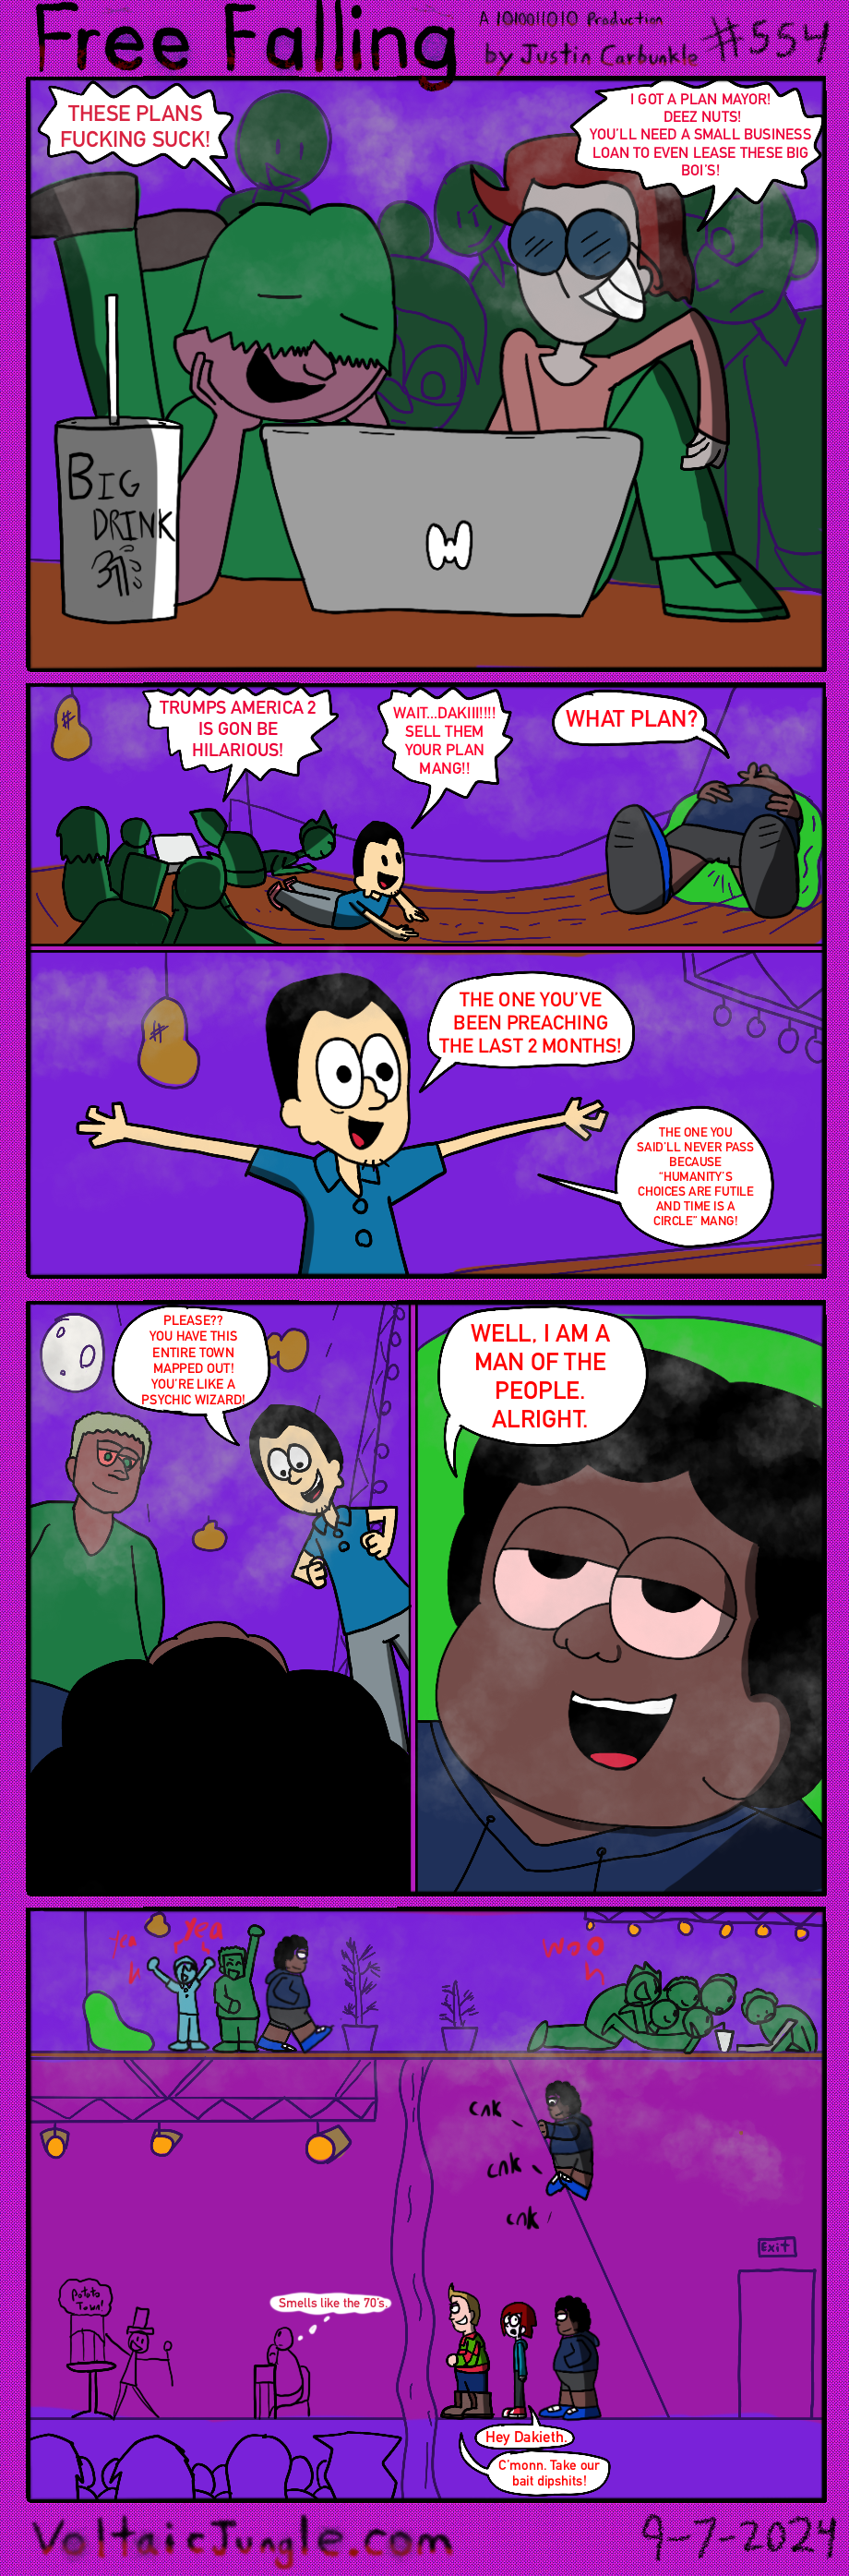 Free Falling
A 1010011010 Production
by Justin Carbunkle
#554
THESE PLANS
FUCKING SUCK!
I GOT A PLAN MAYOR!
DEEZ NUTS!
YOU'LL NEED A SMALL BUSINESS
LOAN TO EVEN LEASE THESE BIG
BOI'S!
BIG
DRINK
TRUMPS AMERICA 2
IS GON BE
HILARIOUS!
WAIT...DAKIII!!!!
SELL THEM
YOUR PLAN
MANG!!
WHAT PLAN?
#
THE ONE YOU'VE
BEEN PREACHING
THE LAST 2 MONTHS!
#
THE ONE YOU
SAID'LL NEVER PASS
BECAUSE
"HUMANITY'S
CHOICES ARE FUTILE
AND TIME IS A
CIRCLE" MANG!
PLEASE??
YOU HAVE THIS
ENTIRE TOWN
MAPPED OUT!
YOU'RE LIKE A
PSYCHIC WIZARD!
WELL, I AM A
MAN OF THE
PEOPLE.
ALRIGHT.
Yea
h
Yea
woo
h
cnk
cnk
cnk
Exit
Potato
Town!
Smells like the 70's.
Hey Dakieth.
C'monn. Take our
bait dipshits!
VoltaicJungle.com
9-7-2024